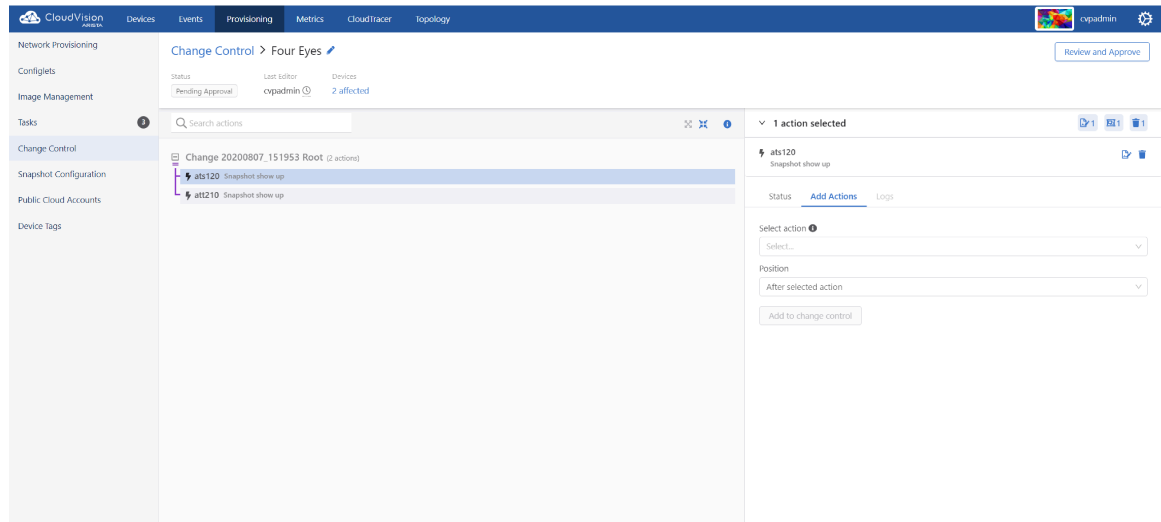 CloudVision
ARISTA
Devices
Events
Provisioning
Metrics
CloudTracer
Topology
cvpadmin
Network Provisioning
Configlets
Image Management
Tasks
3
Change Control
Snapshot Configuration
Public Cloud Accounts
Device Tags
Change Control > Four Eyes
Review and Approve
Status
Last Editor
Devices
Pending Approval
cvpadmin
2 affected
Search actions
Change 20200807_151953 Root (2 actions)
ats120 Snapshot show up
att210 Snapshot show up
1 action selected
1
1
1
ats120
Snapshot show up
Status
Add Actions
Logs
Select action
Select...
Position
After selected action
Add to change control